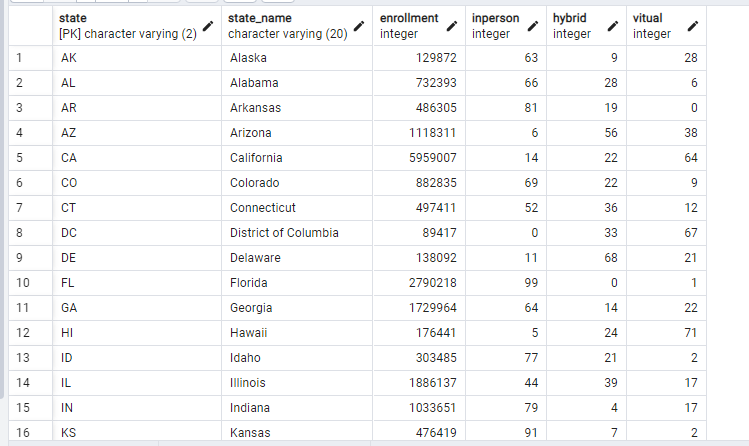 state state_name enrollment inperson hybrid vitual
[PK] character varying (2) character varying (20) integer integer integer integer
1 AK Alaska 129872 63 9 28
2 AL Alabama 732393 66 28 6
3 AR Arkansas 486305 81 19 0
4 AZ Arizona 1118311 6 56 38
5 CA California 5959007 14 22 64
6 CO Colorado 882835 69 22 9
7 CT Connecticut 497411 52 36 12
8 DC District of Columbia 89417 0 33 67
9 DE Delaware 138092 11 68 21
10 FL Florida 2790218 99 0 1
11 GA Georgia 1729964 64 14 22
12 HI Hawaii 176441 5 24 71
13 ID Idaho 303485 77 21 2
14 IL Illinois 1886137 44 39 17
15 IN Indiana 1033651 79 4 17
16 KS Kansas 476419 91 7 2